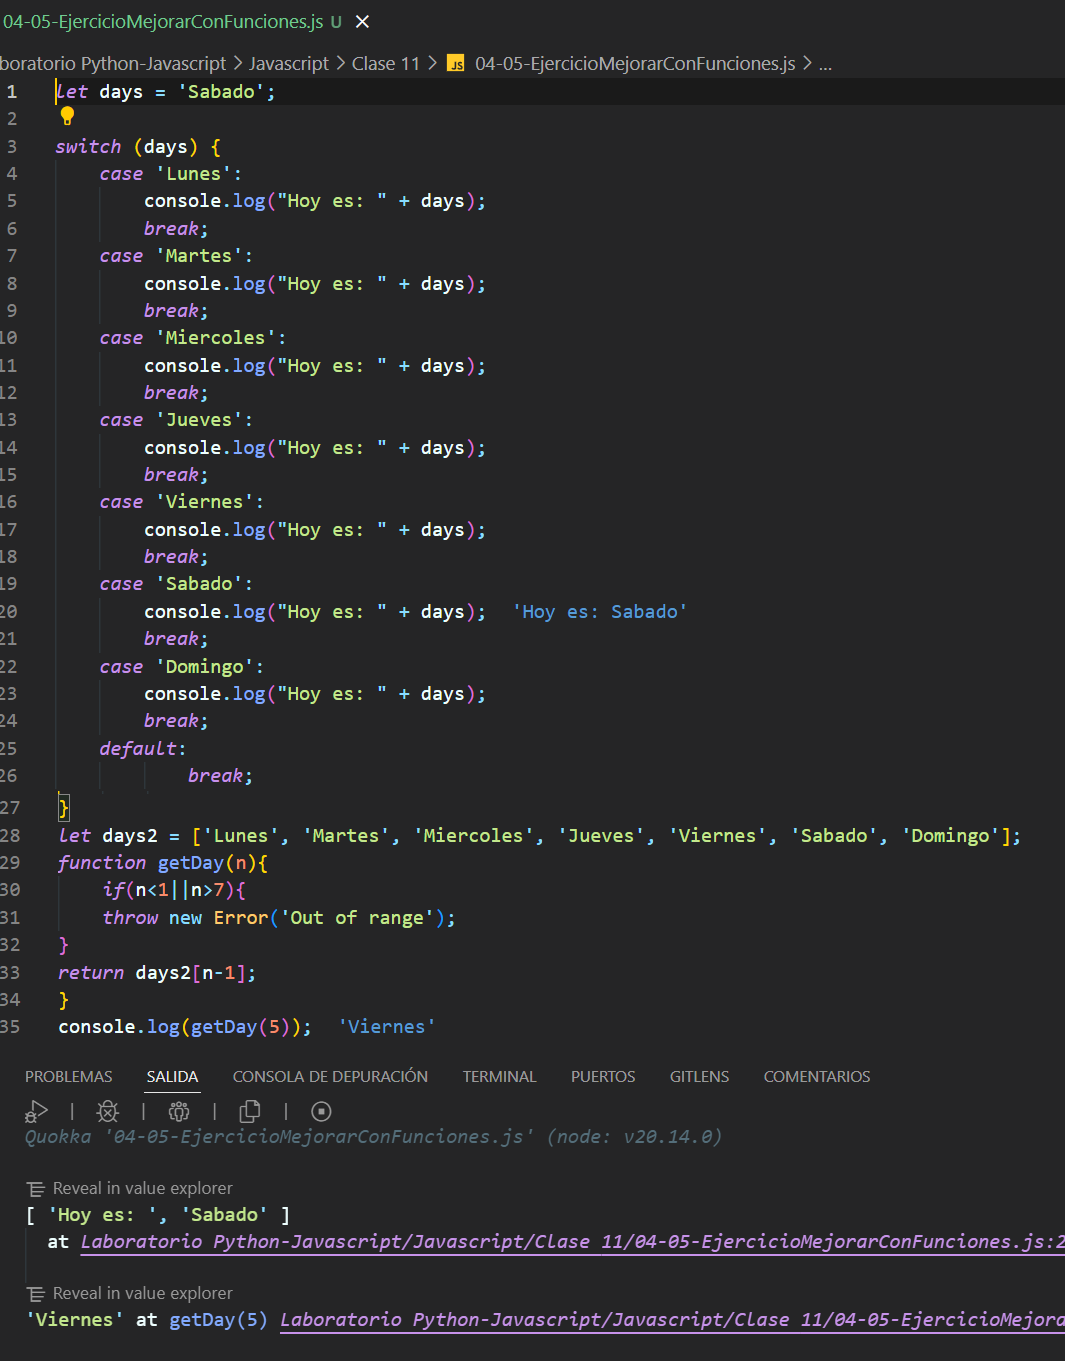 04-05-EjercicioMejorarConFunciones.js U ×
boratorio Python-Javascript > Javascript > Clase 11 > JS 04-05-EjercicioMejorarConFunciones.js > ...
1 let days = 'Sabado';
2
3 switch (days) {
4 case 'Lunes':
5 console.log("Hoy es: " + days);
6 break;
7 case 'Martes':
8 console.log("Hoy es: " + days);
9 break;
10 case 'Miercoles':
11 console.log("Hoy es: " + days);
12 break;
13 case 'Jueves':
14 console.log("Hoy es: " + days);
15 break;
16 case 'Viernes':
17 console.log("Hoy es: " + days);
18 break;
19 case 'Sabado':
20 console.log("Hoy es: " + days); 'Hoy es: Sabado'
21 break;
22 case 'Domingo':
23 console.log("Hoy es: " + days);
24 break;
25 default:
26 break;
27 }
28 let days2 = ['Lunes', 'Martes', 'Miercoles', 'Jueves', 'Viernes', 'Sabado', 'Domingo'];
29 function getDay(n){
30 if(n<1||n>7){
31 throw new Error('Out of range');
32 }
33 return days2[n-1];
34 }
35 console.log(getDay(5)); 'Viernes'
PROBLEMAS SALIDA CONSOLA DE DEPURACIÓN TERMINAL PUERTOS GITLENS COMENTARIOS
Quokka '04-05-EjercicioMejorarConFunciones.js' (node: v20.14.0)
Reveal in value explorer
[ 'Hoy es: ', 'Sabado' ]
at Laboratorio Python-Javascript/Javascript/Clase 11/04-05-EjercicioMejorarConFunciones.js:2
Reveal in value explorer
'Viernes' at getDay(5) Laboratorio Python-Javascript/Javascript/Clase 11/04-05-EjercicioMejora